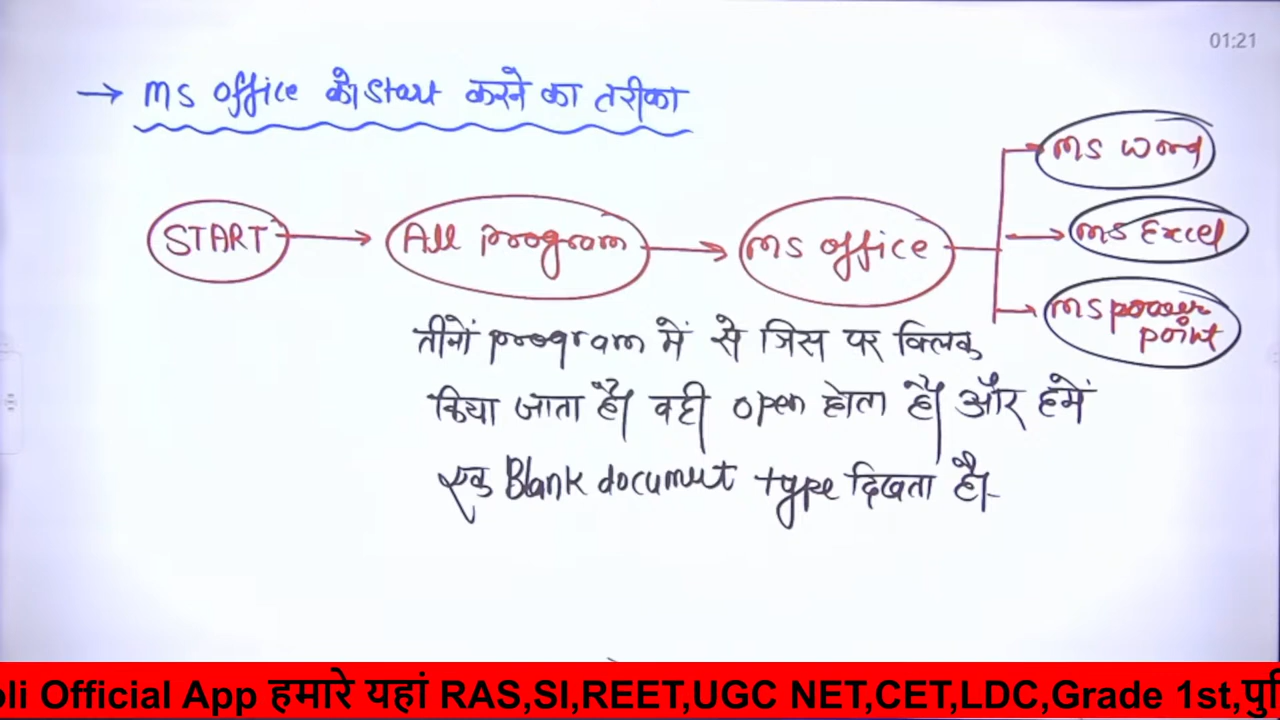 01:21
→ MS office को start करने का तरीका
START → All program → MS office
MS word
MS Excel
MS power
point
तीनों program में से जिस पर क्लिक
किया जाता है। वही open होता है। और हमें
एक Blank document type दिखता है।
oli Official App हमारे यहां RAS,SI,REET,UGC NET,CET,LDC,Grade 1st,पु